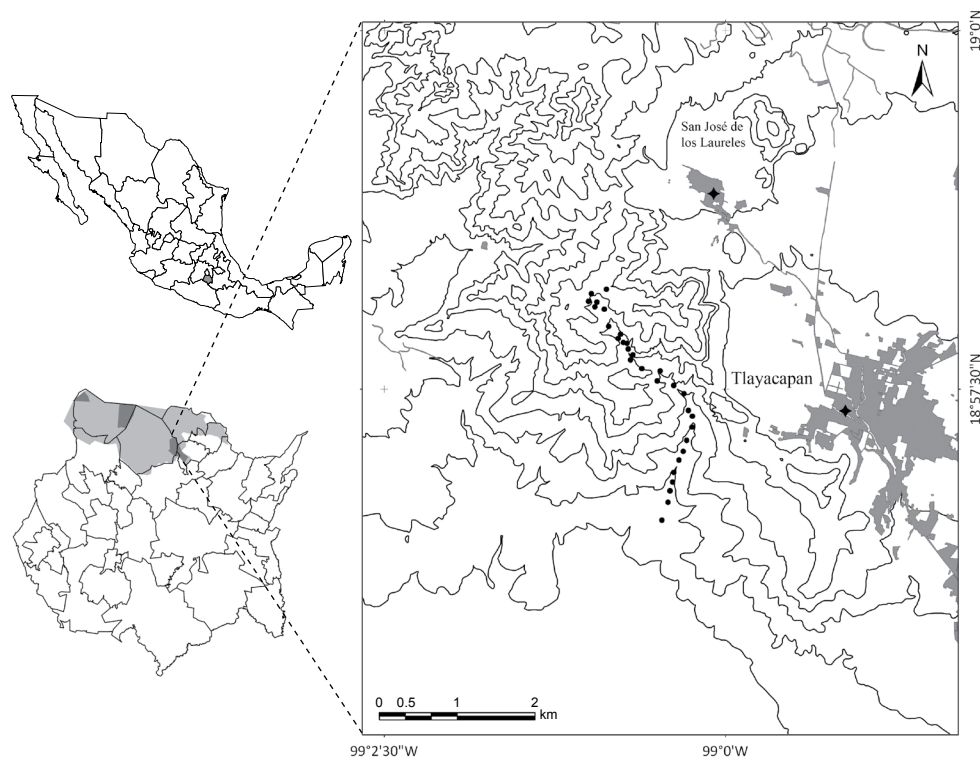 19°0'N
N
San José de
los Laureles
Tlayacapan
18°57'30"N
0 0.5 1 2
km
99°2'30"W
99°0'W